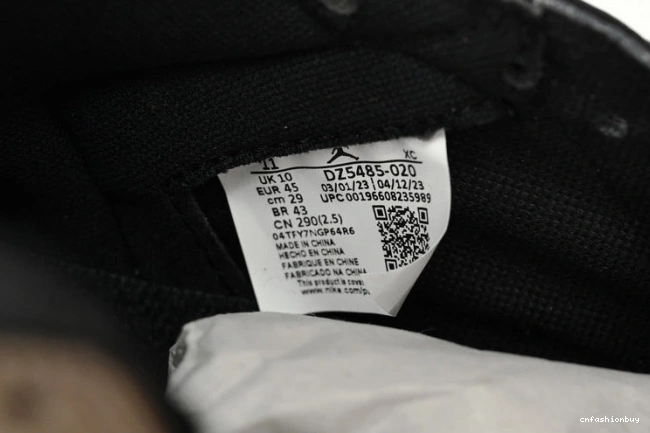 11 XC
UK 10 DZ5485-020
EUR 45 03/01/23 04/12/23
cm 29 UPC 00196608235989
BR 43
CN 290(2.5)
04TFY7NGP64R6
MADE IN CHINA
HECHO EN CHINA
FABRIQUE EN CHINE
FABRICADO NA CHINA
This product is cover
www.nike.com/p
cnfashionbuy